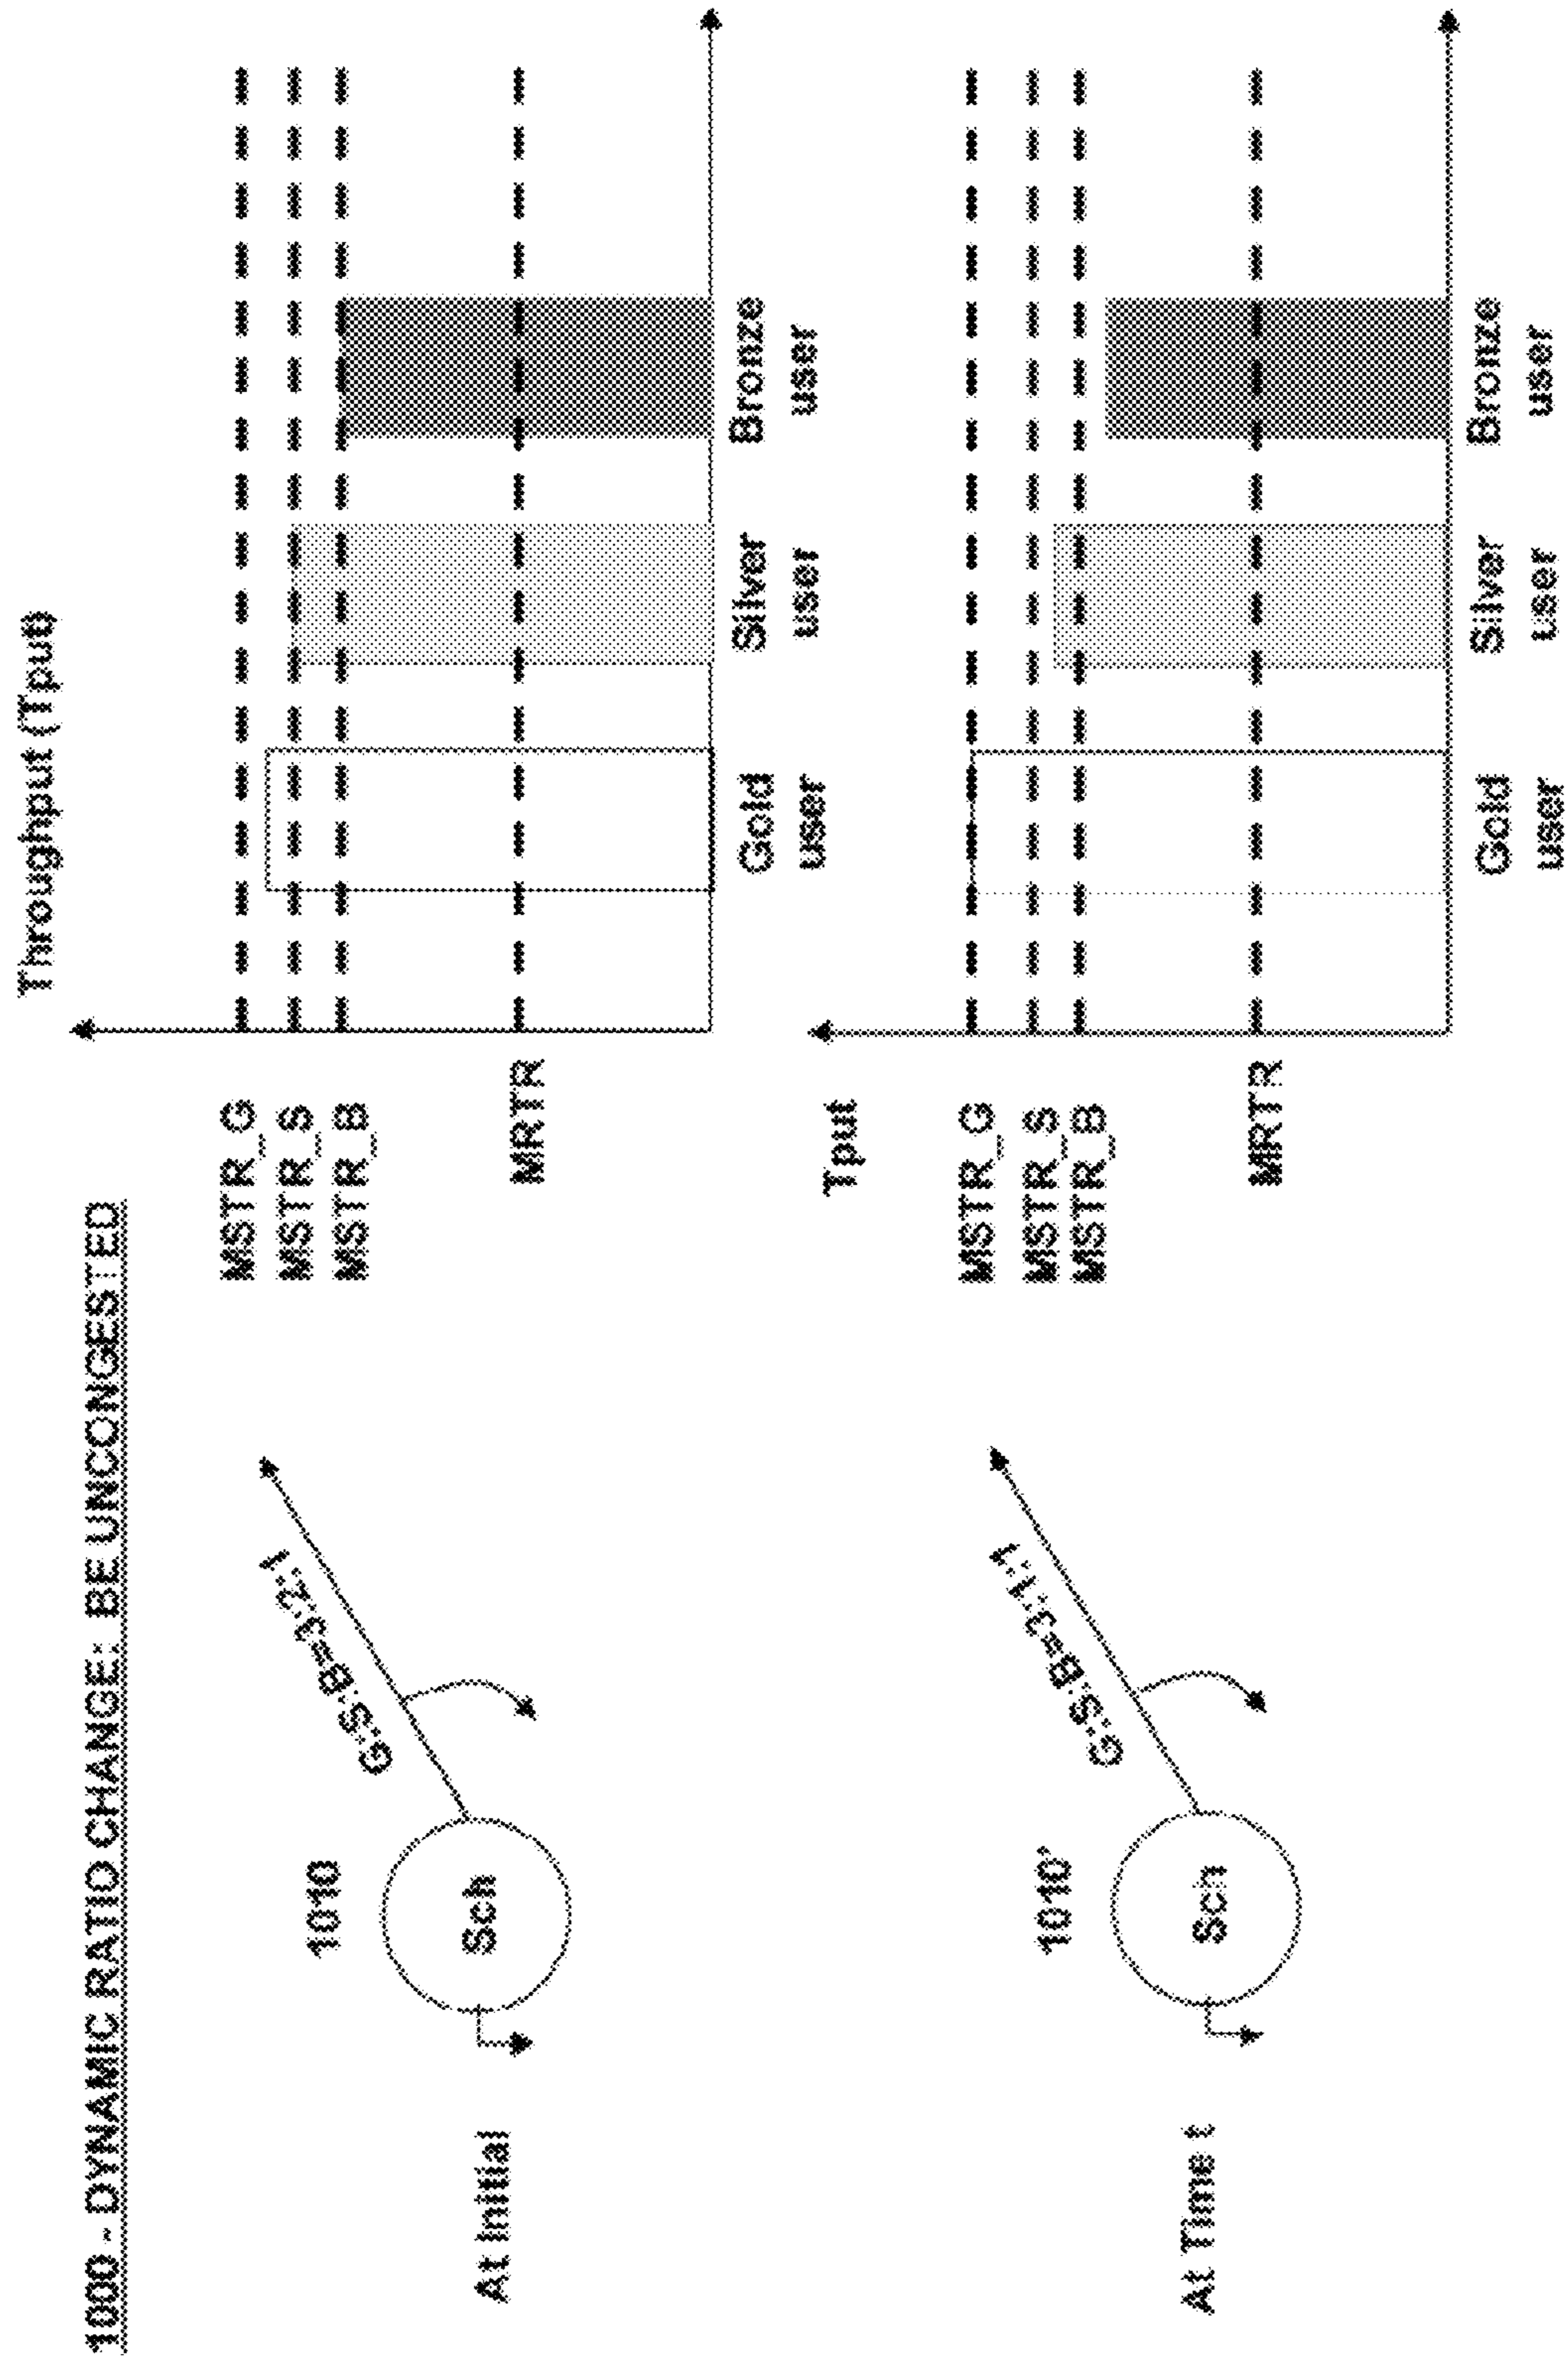 1000 - DYNAMIC RATIO CHANGE: BE UNCONGESTED
Throughput (Tput)
At Initial
1010
Sch
G:S:B=3:2:1
MSTR_G
MSTR_S
MSTR_B
MRTR
Gold
user
Silver
user
Bronze
user
At Time t
1010'
Sch
G:S:B=3:1:1
Tput
MSTR_G
MSTR_S
MSTR_B
MRTR
Gold
user
Silver
user
Bronze
user